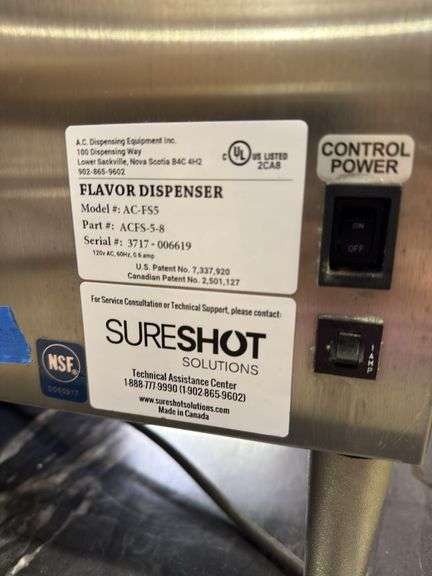 A.C. Dispensing Equipment Inc.
100 Dispensing Way
Lower Sackville, Nova Scotia B4C 4H2
902-865-9602
C UL US LISTED
2CA8
FLAVOR DISPENSER
Model #: AC-FS5
Part #: ACFS-5-8
Serial #: 3717 - 006619
120v AC, 60Hz, 0.6 amp
U.S. Patent No. 7,337,920
Canadian Patent No. 2,501,127
CONTROL
POWER
ON
OFF
1 AMP
For Service Consultation or Technical Support, please contact:
SURESHOT
SOLUTIONS
Technical Assistance Center
1-888-777-9990 (1-902-865-9602)
www.sureshotsolutions.com
Made in Canada
NSF®